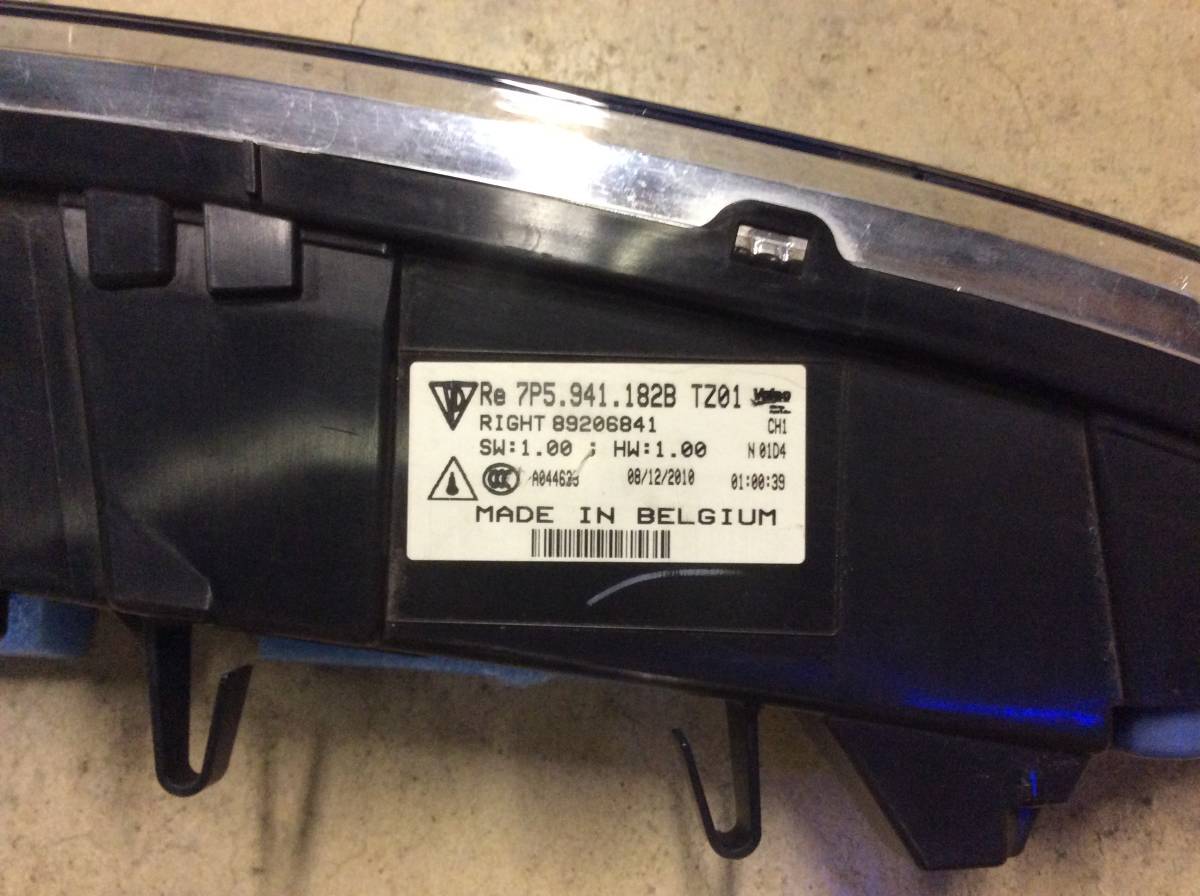 Re 7P5.941.182B TZ01 Valeo
RIGHT 89206841 CH1
SW:1.00 ; HW:1.00 N 01D4
08/12/2010 01:00:39
MADE IN BELGIUM